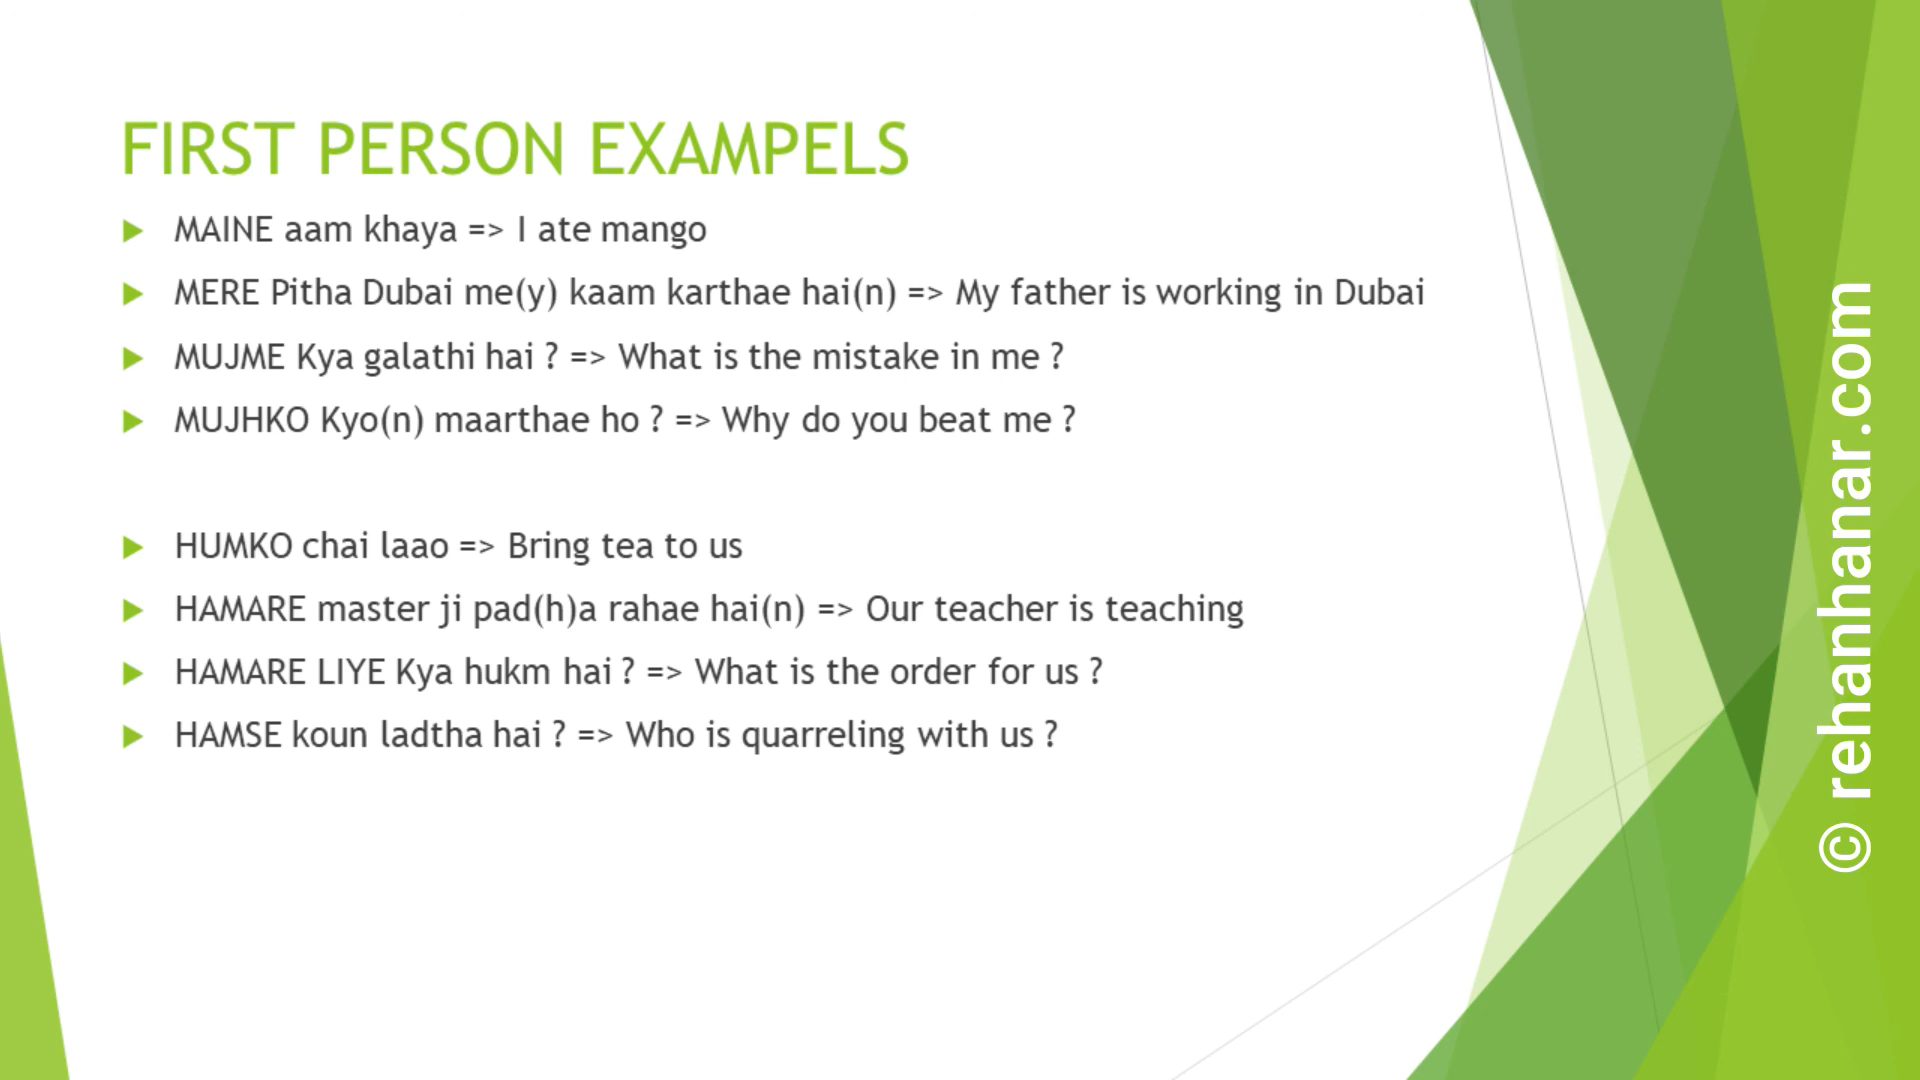 FIRST PERSON EXAMPELS
MAINE aam khaya => I ate mango
MERE Pitha Dubai me(y) kaam karthae hai(n) => My father is working in Dubai
MUJME Kya galathi hai ? => What is the mistake in me ?
MUJHKO Kyo(n) maarthae ho ? => Why do you beat me ?
HUMKO chai laao => Bring tea to us
HAMARE master ji pad(h)a rahae hai(n) => Our teacher is teaching
HAMARE LIYE Kya hukm hai ? => What is the order for us ?
HAMSE koun ladtha hai ? => Who is quarreling with us ?
© rehanhanar.com